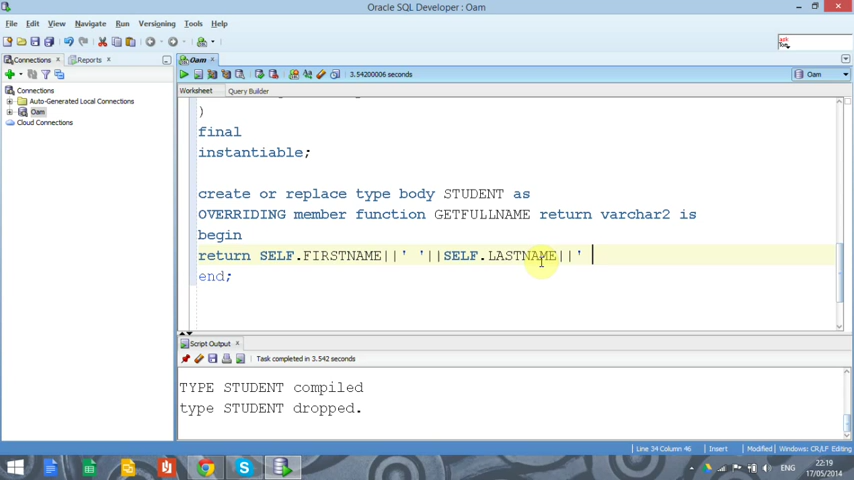 Oracle SQL Developer : Oam
File Edit View Navigate Run Versioning Tools Help
Connections
Reports
Oam
3.54200006 seconds
Oam
Worksheet Query Builder
Connections
Auto-Generated Local Connections
Oam
Cloud Connections
)
final
instantiable;
create or replace type body STUDENT as
OVERRIDING member function GETFULLNAME return varchar2 is
begin
return SELF.FIRSTNAME||' '||SELF.LASTNAME||' 
end;
Script Output
Task completed in 3.542 seconds
TYPE STUDENT compiled
type STUDENT dropped.
Line 34 Column 46 Insert Modified Windows: CR/LF Editing
ENG
22:19
17/05/2014